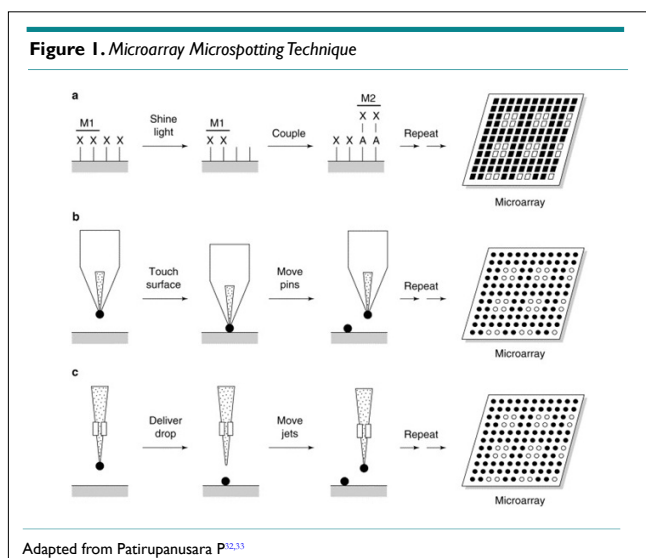 Figure 1. Microarray Microspotting Technique
a
M1
X X X X
Shine
light
M1
X X
Couple
M2
X X
X X A A
Repeat
Microarray
b
Touch
surface
Move
pins
Repeat
Microarray
c
Deliver
drop
Move
jets
Repeat
Microarray
Adapted from Patirupanusara P32,33